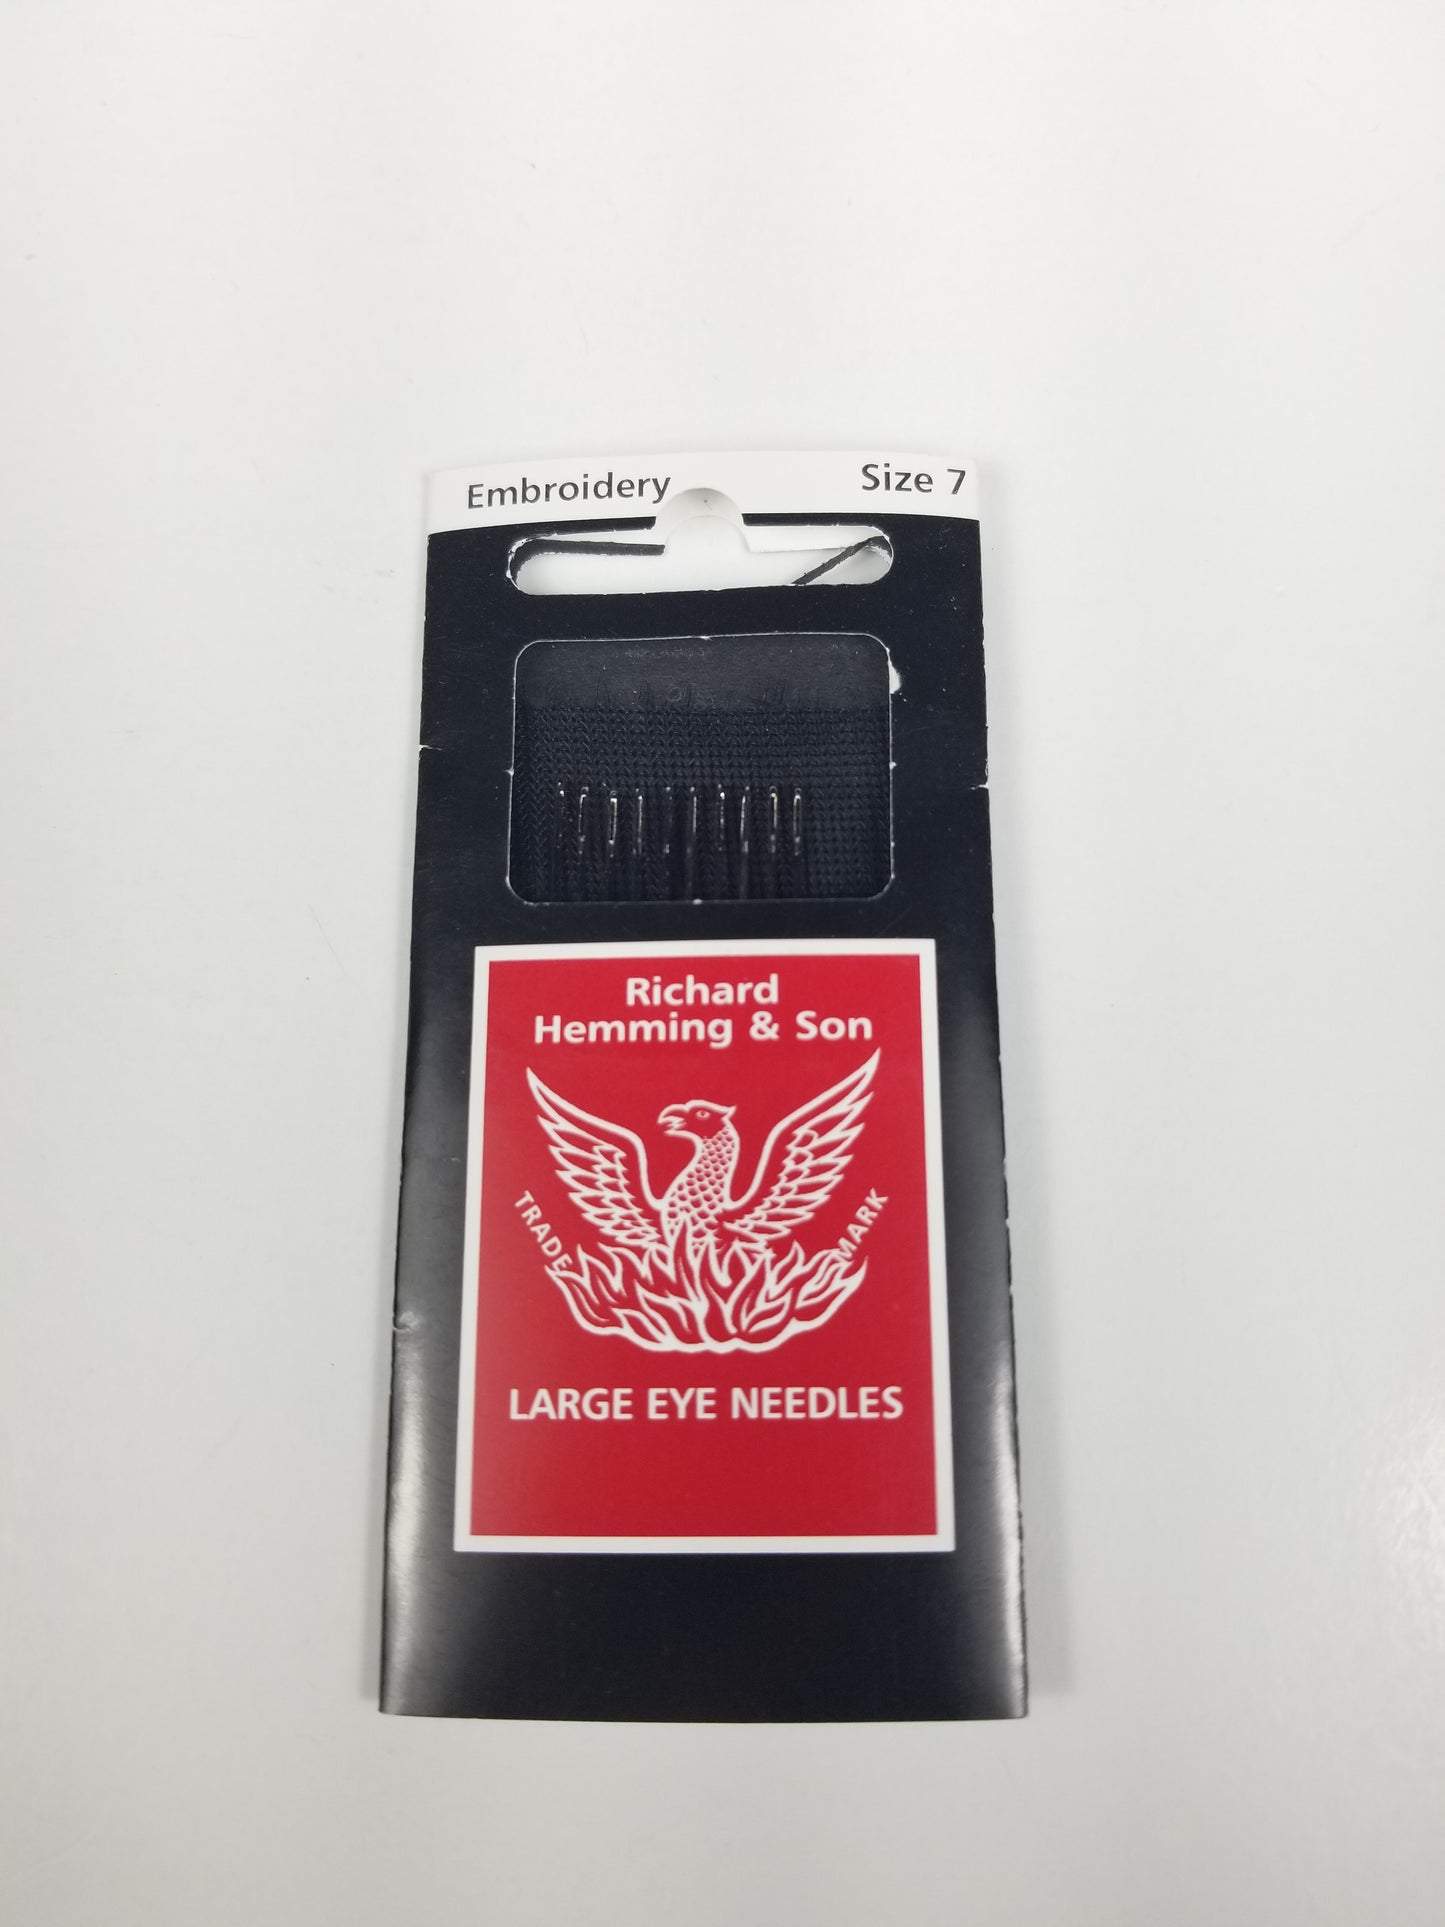 Embroidery Size 7
Richard
Hemming & Son
TRADE MARK
LARGE EYE NEEDLES